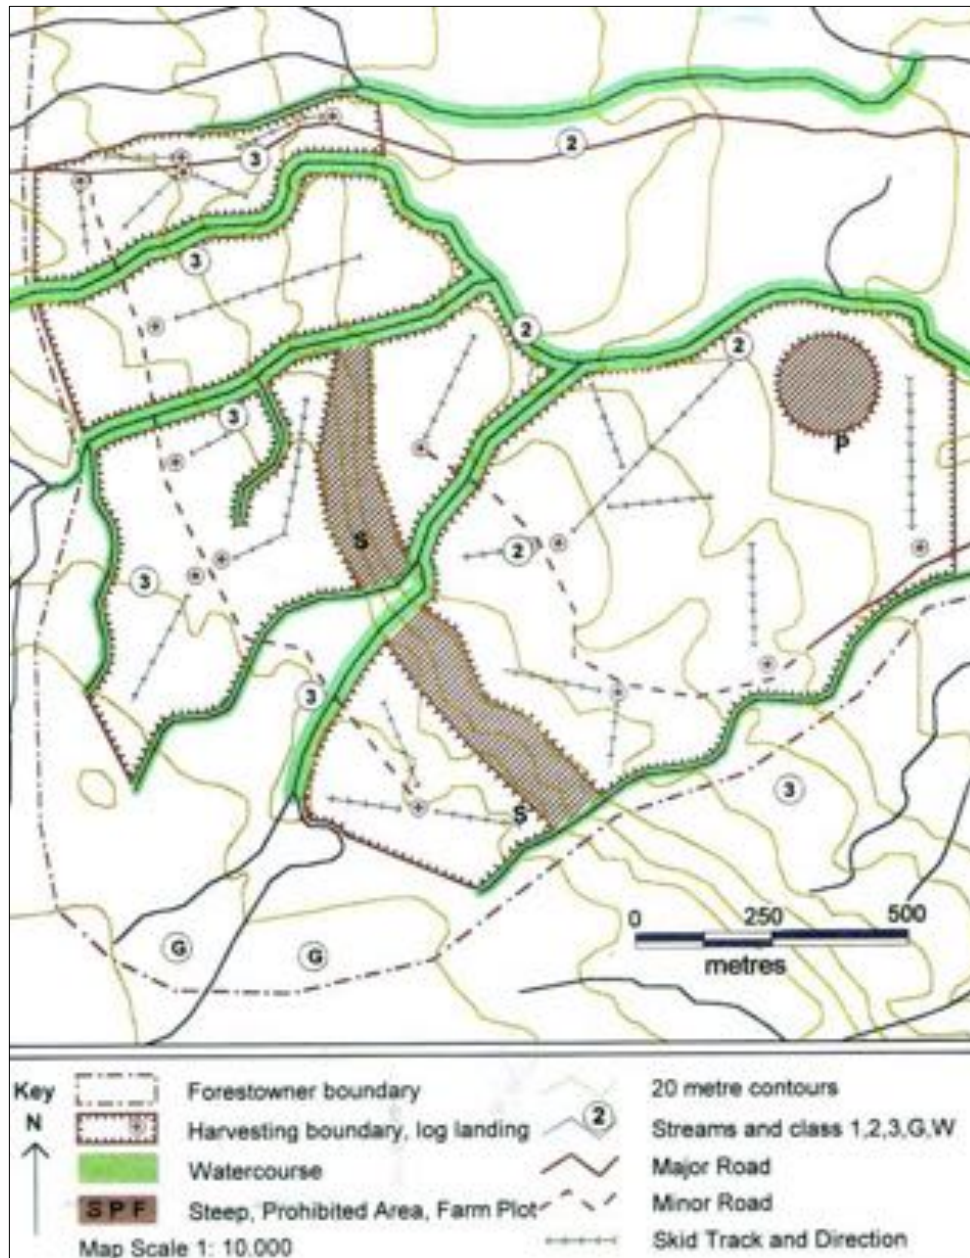 3
2
3
2
2
3
S
P
2
3
3
S
3
G
G
0 250 500
metres
Key
N
Forestowner boundary
Harvesting boundary, log landing
Watercourse
S P F Steep, Prohibited Area, Farm Plot
Map Scale 1: 10.000
20 metre contours
2 Streams and class 1,2,3,G,W
Major Road
Minor Road
Skid Track and Direction